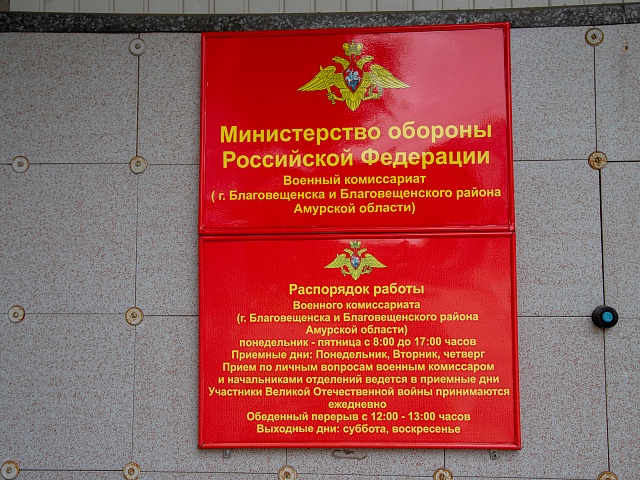 Министерство обороны
Российской Федерации
Военный комиссариат
( г. Благовещенска и Благовещенского района
Амурской области)
Распорядок работы
Военного комиссариата
(г. Благовещенска и Благовещенского района
Амурской области)
понедельник - пятница с 8:00 до 17:00 часов
Приемные дни: Понедельник, Вторник, четверг
Прием по личным вопросам военным комиссаром
и начальниками отделений ведется в приемные дни
Участники Великой Отечественной войны принимаются
ежедневно
Обеденный перерыв с 12:00 - 13:00 часов
Выходные дни: суббота, воскресенье